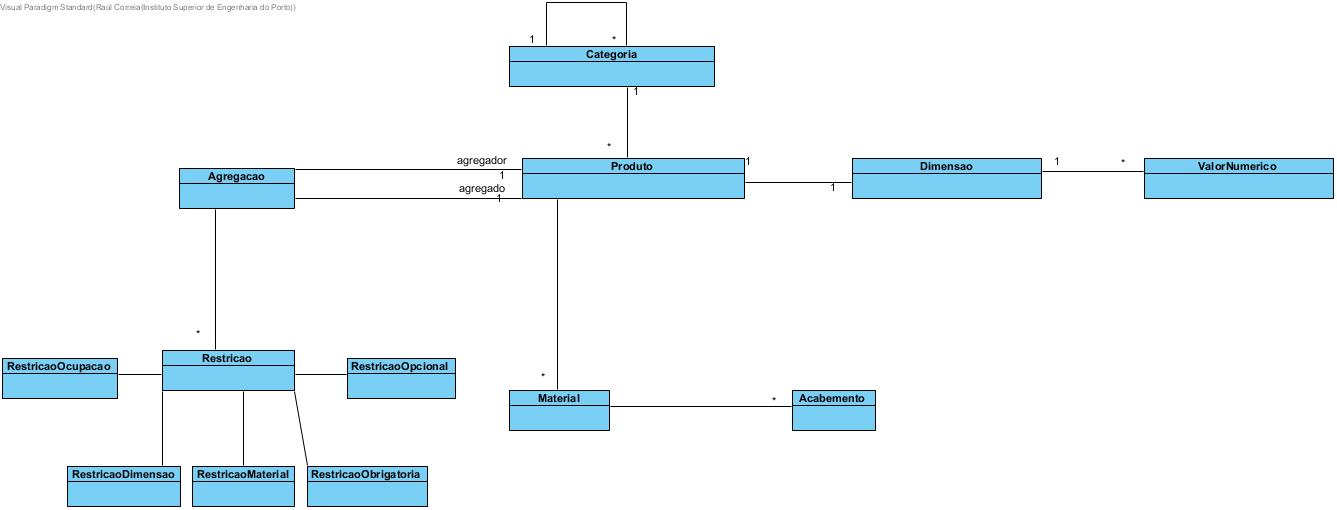 Visual Paradigm Standard(Raúl Correia(Instituto Superior de Engenharia do Porto))
1 *
Categoria
1
*
agregador
1
agregado
1
Agregacao
Produto
1
1
Dimensao
1 *
ValorNumerico
*
Restricao
RestricaoOcupacao
RestricaoOpcional
*
Material
*
Acabemento
RestricaoDimensao
RestricaoMaterial
RestricaoObrigatoria